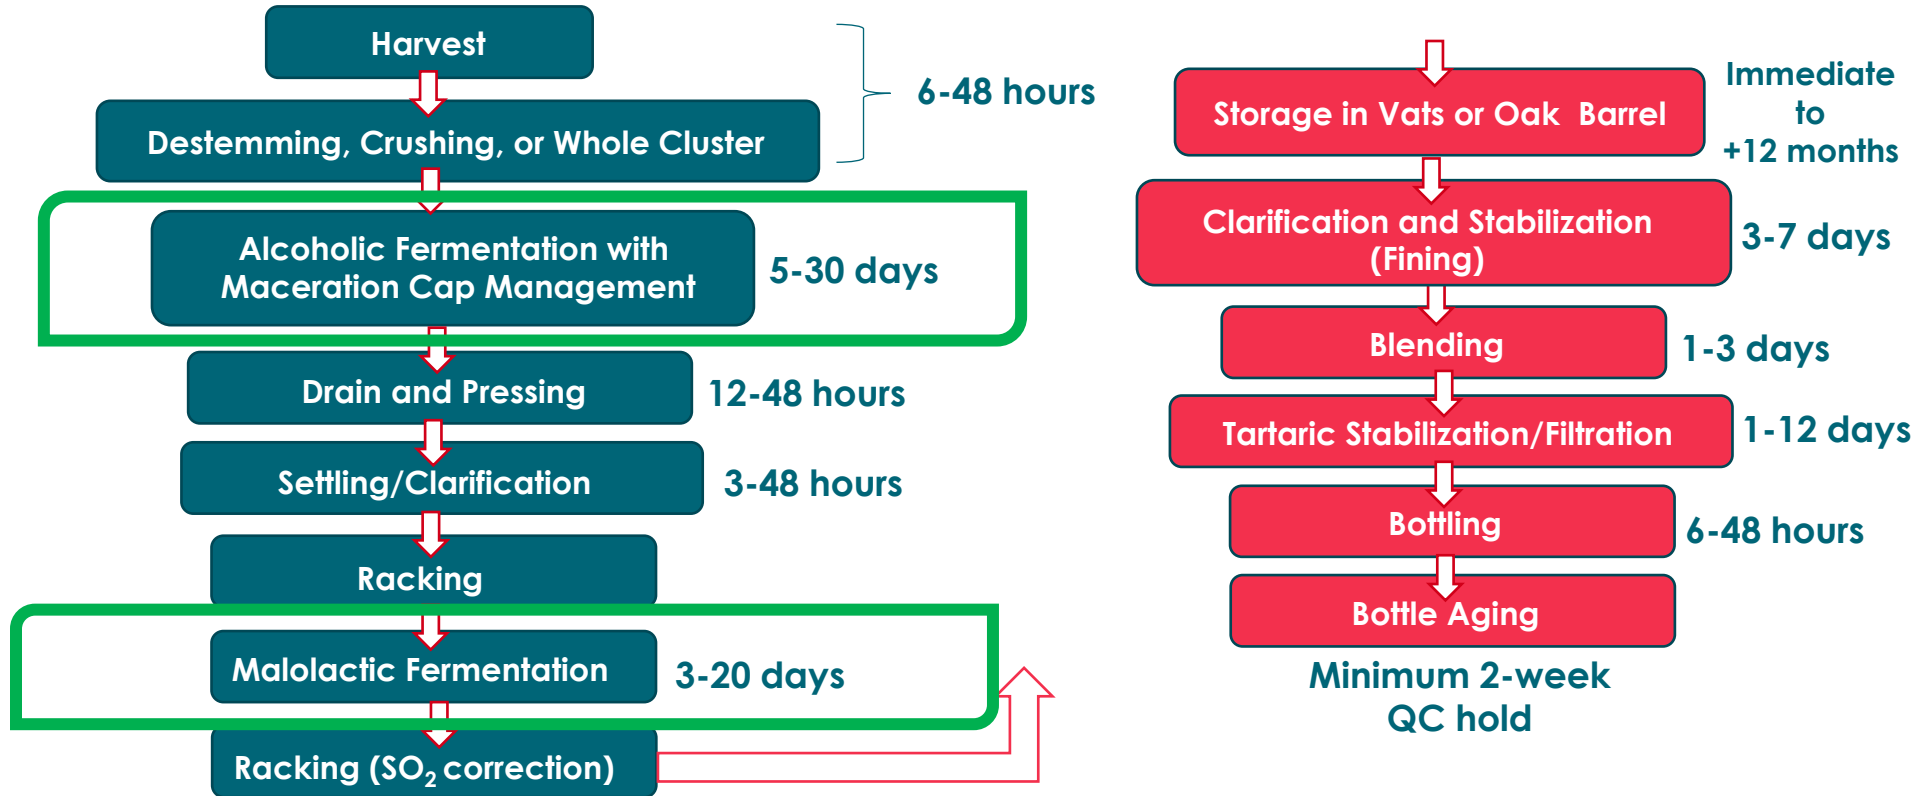 Harvest
6-48 hours
Destemming, Crushing, or Whole Cluster
Alcoholic Fermentation with
Maceration Cap Management
5-30 days
Drain and Pressing
12-48 hours
Settling/Clarification
3-48 hours
Racking
Malolactic Fermentation
3-20 days
Racking (SO₂ correction)
Storage in Vats or Oak Barrel
Immediate
to
+12 months
Clarification and Stabilization
(Fining)
3-7 days
Blending
1-3 days
Tartaric Stabilization/Filtration
1-12 days
Bottling
6-48 hours
Bottle Aging
Minimum 2-week
QC hold